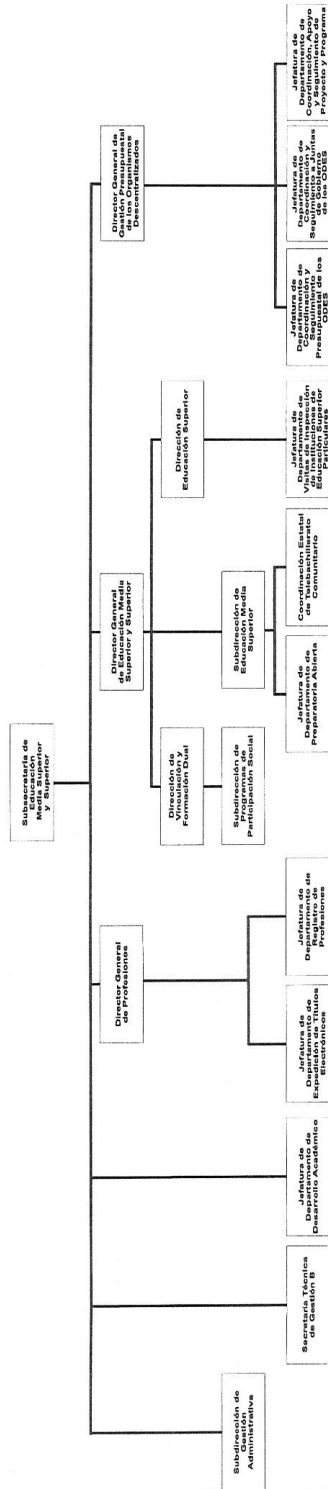 Subsecretaría de
Educación
Media Superior
y Superior
Director General
de Profesiones
Director General
de Educación Media
Superior y Superior
Director General de
Gestión Presupuestal
de los Organismos
Descentralizados
Subdirección de
Gestión
Administrativa
Dirección de
Vinculación y
Formación Dual
Dirección de
Educación Superior
Subdirección de
Programas de
Participación Social
Subdirección de
Educación Media
Superior
Secretaría Técnica
de Gestión B
Jefatura de
Departamento de
Desarrollo Académico
Jefatura de
Departamento de
Expedición de Títulos
Electrónicos
Jefatura de
Departamento de
Registro de
Profesiones
Jefatura de
Departamento de
Preparatoria Abierta
Coordinación Estatal
de Telebachillerato
Comunitario
Jefatura de
Departamento de
Visitas de Inspección
de Instituciones de
Educación Superior
Particulares
Jefatura de
Departamento de
Coordinación y
Seguimiento
Presupuestal de los
ODES
Jefatura de
Departamento de
Coordinación y
Seguimiento a Juntas
de Gobierno
de los ODES
Jefatura de
Departamento de
Coordinación, Apoyo
y Seguimiento de
Proyecto y Programa